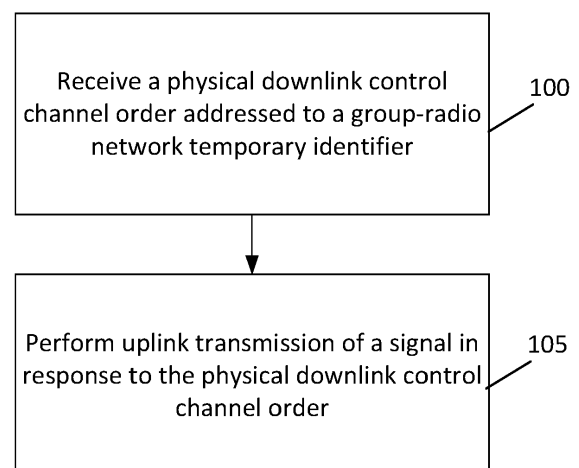 Receive a physical downlink control
channel order addressed to a group-radio
network temporary identifier
100
Perform uplink transmission of a signal in
response to the physical downlink control
channel order
105